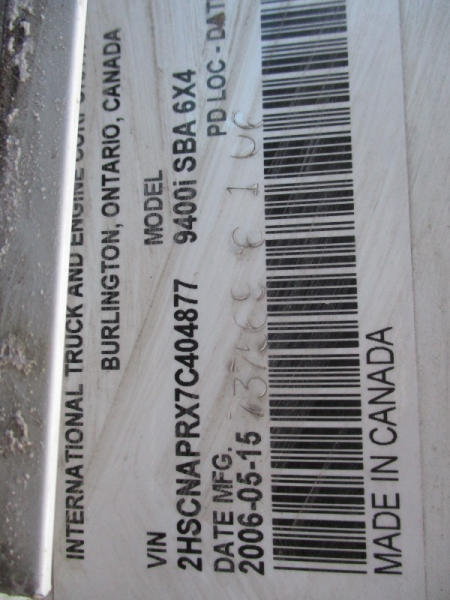 INTERNATIONAL TRUCK AND ENGINE
BURLINGTON, ONTARIO, CANADA
VIN MODEL
2HSCNAPRX7C404877 9400i SBA 6X4
DATE MFG. PD LOC - DAT
2006-05-15
MADE IN CANADA